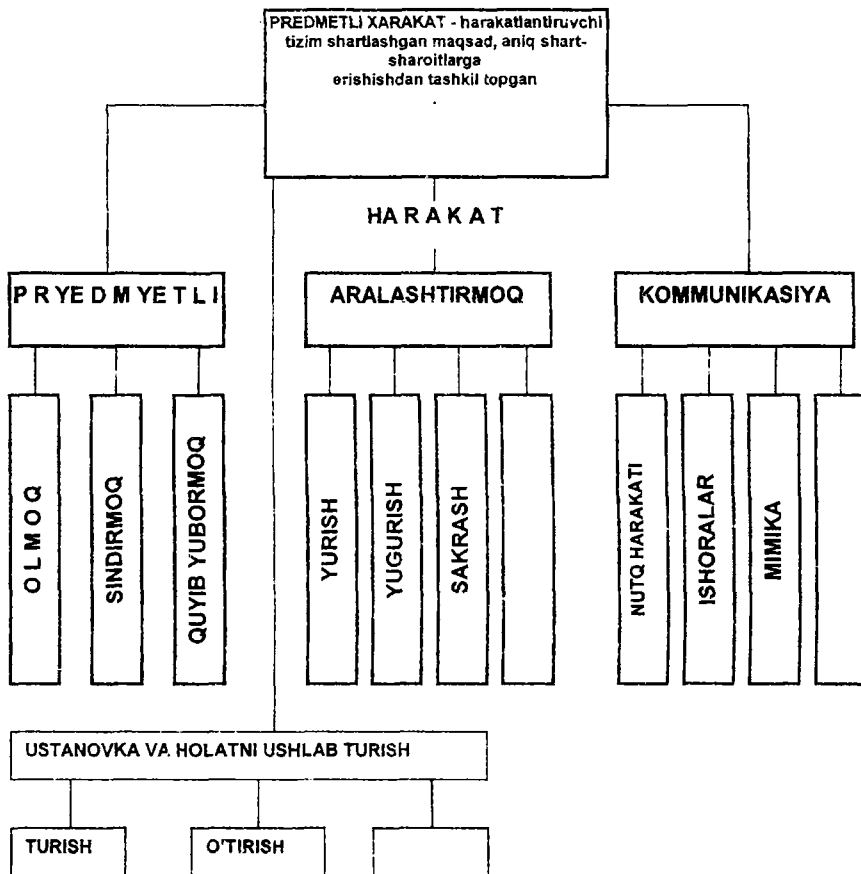 PREDMETLI XARAKAT - harakatlantiruvchi
tizim shartlashgan maqsad, aniq shart-
sharoitlarga
erishishdan tashkil topgan
HARAKAT
PRYEDMYETLI
ARALASHTIRMOQ
KOMMUNIKASIYA
OLMOQ
SINDIRMOQ
QUYIB YUBORMOQ
YURISH
YUGURISH
SAKRASH
NUTQ HARAKATI
ISHORALAR
MIMIKA
USTANOVKA VA HOLATNI USHLAB TURISH
TURISH
O'TIRISH